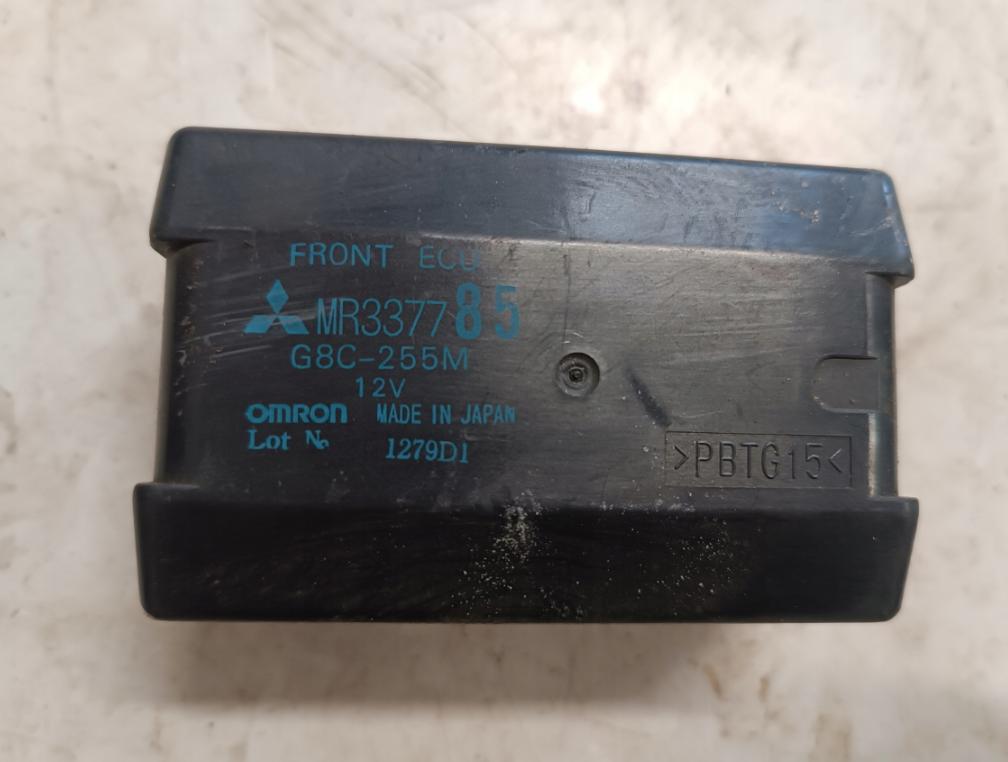 FRONT ECU
MR337785
G8C-255M
12V
OMRON MADE IN JAPAN
Lot № 1279D1
>PBTG15<